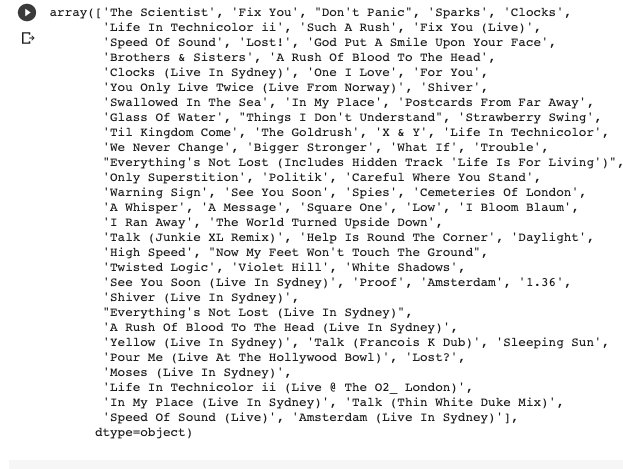 array(['The Scientist', 'Fix You', "Don't Panic", 'Sparks', 'Clocks',
'Life In Technicolor ii', 'Such A Rush', 'Fix You (Live)',
'Speed Of Sound', 'Lost!', 'God Put A Smile Upon Your Face',
'Brothers & Sisters', 'A Rush Of Blood To The Head',
'Clocks (Live In Sydney)', 'One I Love', 'For You',
'You Only Live Twice (Live From Norway)', 'Shiver',
'Swallowed In The Sea', 'In My Place', 'Postcards From Far Away',
'Glass Of Water', "Things I Don't Understand", 'Strawberry Swing',
'Til Kingdom Come', 'The Goldrush', 'X & Y', 'Life In Technicolor',
'We Never Change', 'Bigger Stronger', 'What If', 'Trouble',
"Everything's Not Lost (Includes Hidden Track 'Life Is For Living')",
'Only Superstition', 'Politik', 'Careful Where You Stand',
'Warning Sign', 'See You Soon', 'Spies', 'Cemeteries Of London',
'A Whisper', 'A Message', 'Square One', 'Low', 'I Bloom Blaum',
'I Ran Away', 'The World Turned Upside Down',
'Talk (Junkie XL Remix)', 'Help Is Round The Corner', 'Daylight',
'High Speed', "Now My Feet Won't Touch The Ground",
'Twisted Logic', 'Violet Hill', 'White Shadows',
'See You Soon (Live In Sydney)', 'Proof', 'Amsterdam', '1.36',
'Shiver (Live In Sydney)',
"Everything's Not Lost (Live In Sydney)",
'A Rush Of Blood To The Head (Live In Sydney)',
'Yellow (Live In Sydney)', 'Talk (Francois K Dub)', 'Sleeping Sun',
'Pour Me (Live At The Hollywood Bowl)', 'Lost?',
'Moses (Live In Sydney)',
'Life In Technicolor ii (Live @ The O2_ London)',
'In My Place (Live In Sydney)', 'Talk (Thin White Duke Mix)',
'Speed Of Sound (Live)', 'Amsterdam (Live In Sydney)'],
dtype=object)